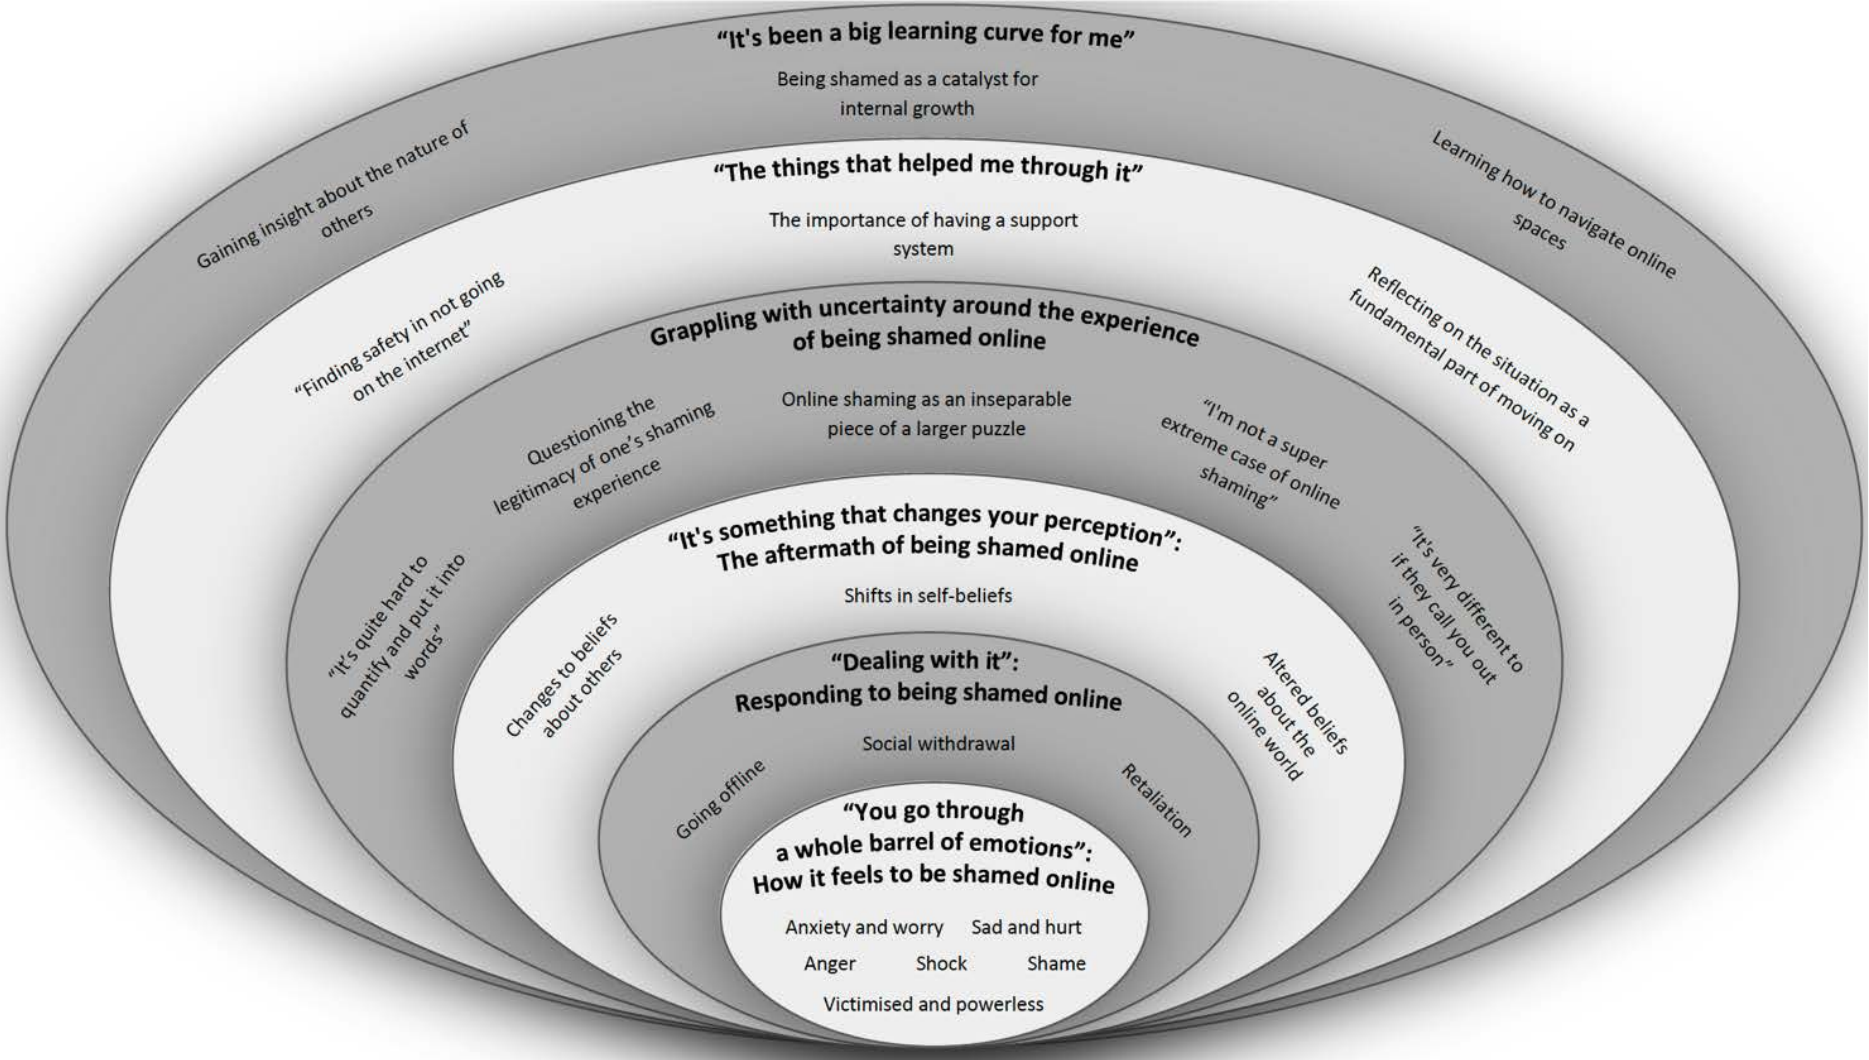 “It's been a big learning curve for me”
Being shamed as a catalyst for
internal growth
Gaining insight about the nature of
others
Learning how to navigate online
spaces
“The things that helped me through it”
The importance of having a support
system
“Finding safety in not going
on the internet”
Reflecting on the situation as a
fundamental part of moving on
Grappling with uncertainty around the experience
of being shamed online
Online shaming as an inseparable
piece of a larger puzzle
Questioning the
legitimacy of one’s shaming
experience
“I'm not a super
extreme case of online
shaming”
“It's quite hard to
quantify and put it into
words”
“It's very different to
if they call you out
in person”
“It's something that changes your perception”:
The aftermath of being shamed online
Shifts in self-beliefs
Changes to beliefs
about others
Altered beliefs
about the
online world
“Dealing with it”:
Responding to being shamed online
Social withdrawal
Going offline
Retaliation
“You go through
a whole barrel of emotions”:
How it feels to be shamed online
Anxiety and worry Sad and hurt
Anger Shock Shame
Victimised and powerless